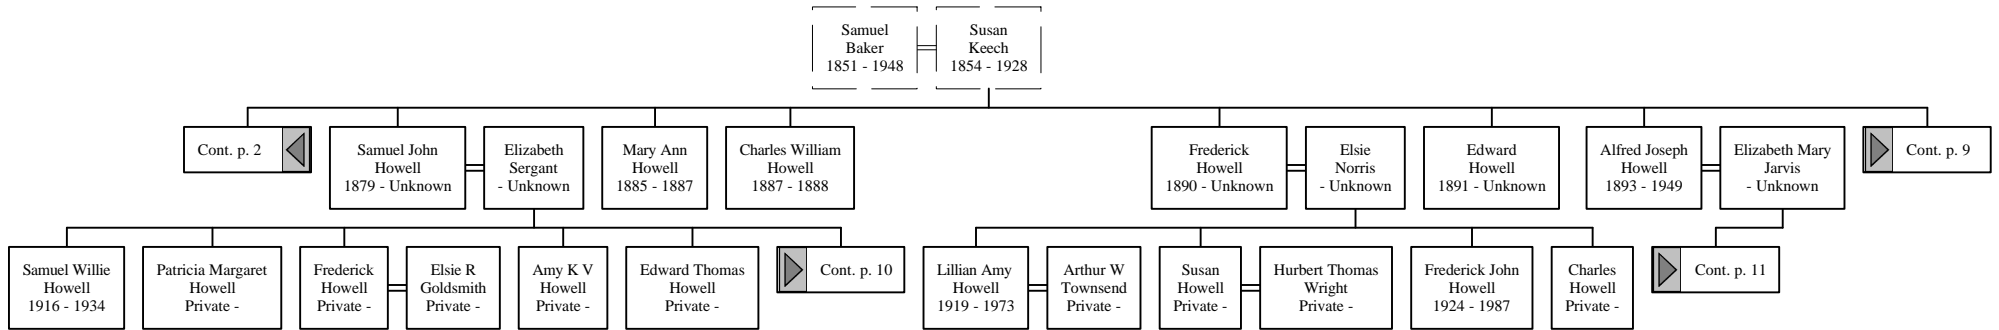 Samuel
Baker
1851 - 1948
Susan
Keech
1854 - 1928
Cont. p. 2
Samuel John
Howell
1879 - Unknown
Elizabeth
Sergant
- Unknown
Mary Ann
Howell
1885 - 1887
Charles William
Howell
1887 - 1888
Frederick
Howell
1890 - Unknown
Elsie
Norris
- Unknown
Edward
Howell
1891 - Unknown
Alfred Joseph
Howell
1893 - 1949
Elizabeth Mary
Jarvis
- Unknown
Cont. p. 9
Samuel Willie
Howell
1916 - 1934
Patricia Margaret
Howell
Private -
Frederick
Howell
Private -
Elsie R
Goldsmith
Private -
Amy K V
Howell
Private -
Edward Thomas
Howell
Private -
Cont. p. 10
Lillian Amy
Howell
1919 - 1973
Arthur W
Townsend
Private -
Susan
Howell
Private -
Hurbert Thomas
Wright
Private -
Frederick John
Howell
1924 - 1987
Charles
Howell
Private -
Cont. p. 11